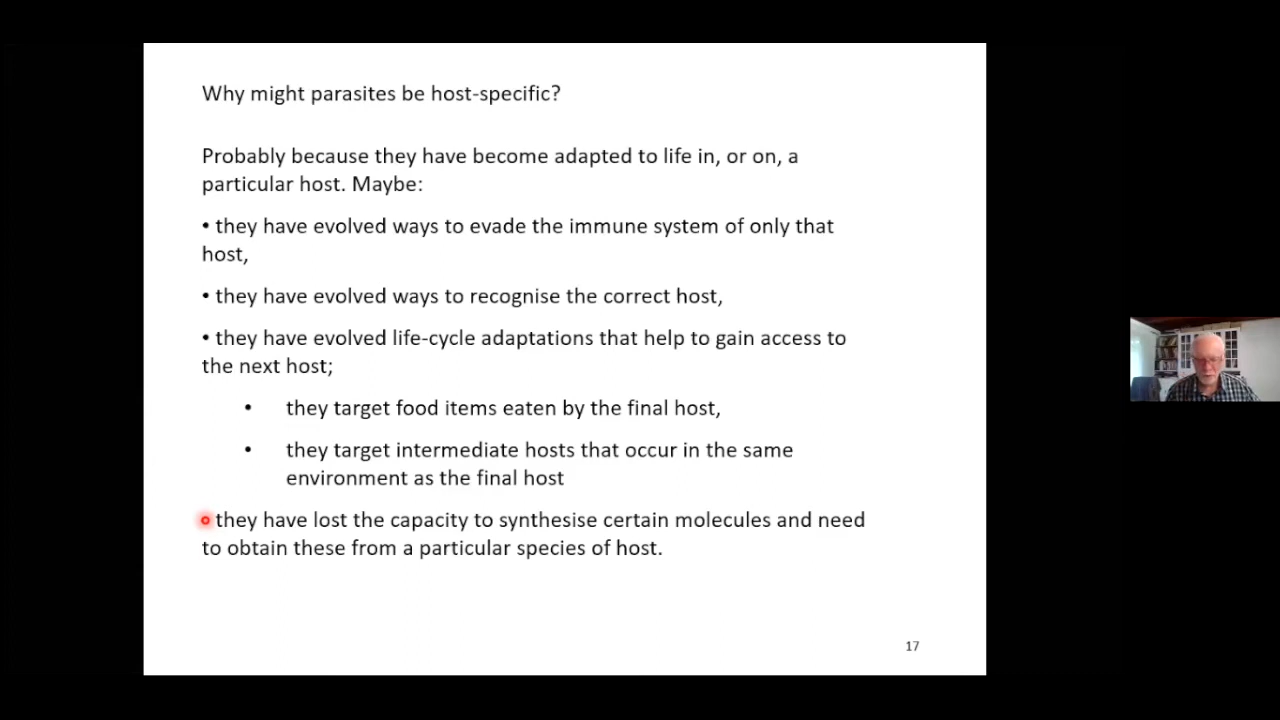 Why might parasites be host-specific?
Probably because they have become adapted to life in, or on, a
particular host. Maybe:
• they have evolved ways to evade the immune system of only that
host,
• they have evolved ways to recognise the correct host,
• they have evolved life-cycle adaptations that help to gain access to
the next host;
• they target food items eaten by the final host,
• they target intermediate hosts that occur in the same
environment as the final host
• they have lost the capacity to synthesise certain molecules and need
to obtain these from a particular species of host.
17